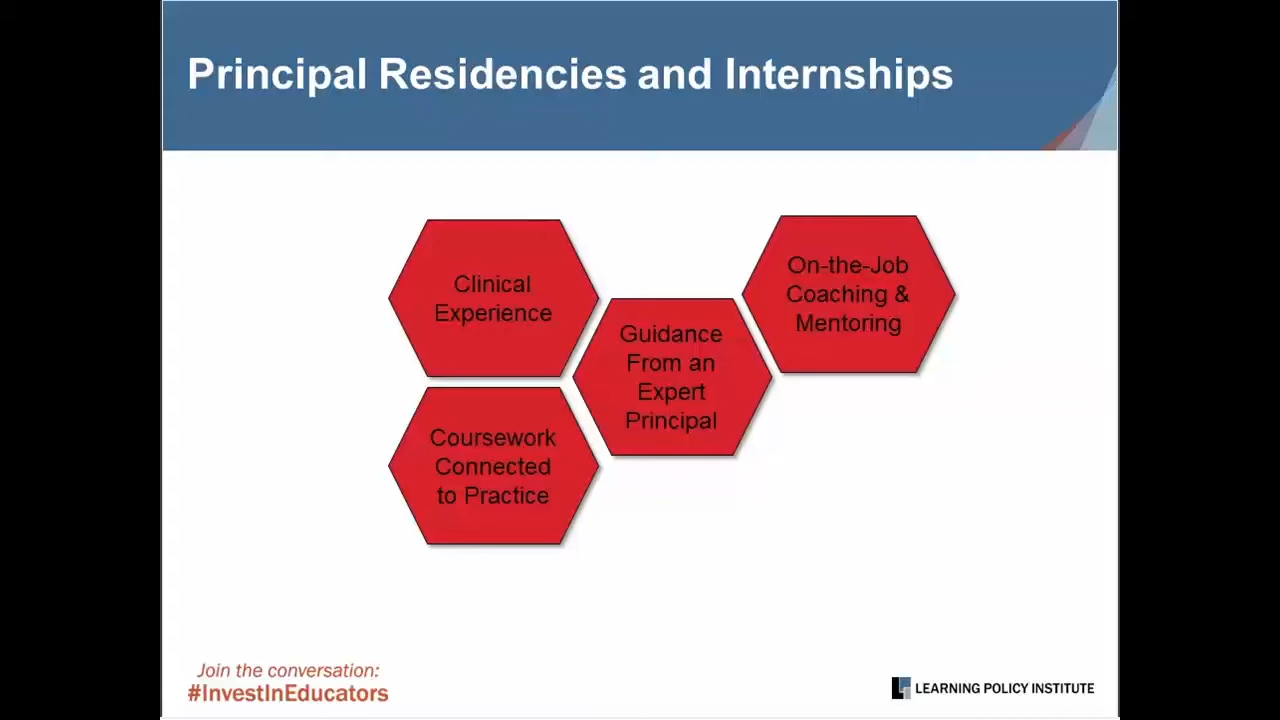 Principal Residencies and Internships
Clinical
Experience
Coursework
Connected
to Practice
Guidance
From an
Expert
Principal
On-the-Job
Coaching &
Mentoring
Join the conversation:
#InvestInEducators
LEARNING POLICY INSTITUTE